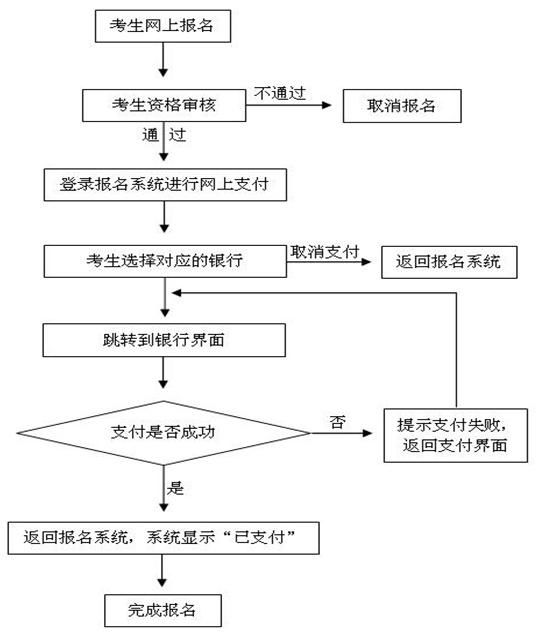 考生网上报名
考生资格审核
不通过
取消报名
通过
登录报名系统进行网上支付
考生选择对应的银行
取消支付
返回报名系统
跳转到银行界面
支付是否成功
否
提示支付失败，
返回支付界面
是
返回报名系统，系统显示“已支付”
完成报名